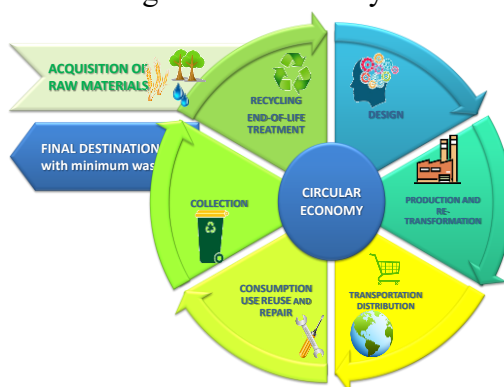 ACQUISITION OF
RAW MATERIALS
FINAL DESTINATION
with minimum
RECYCLING
END-OF-LIFE
TREATMENT
DESIGN
PRODUCTION AND
RE-
TRANSFORMATION
TRANSPORTATION
DISTRIBUTION
CONSUMPTION
USE REUSE AND
REPAIR
COLLECTION
CIRCULAR
ECONOMY